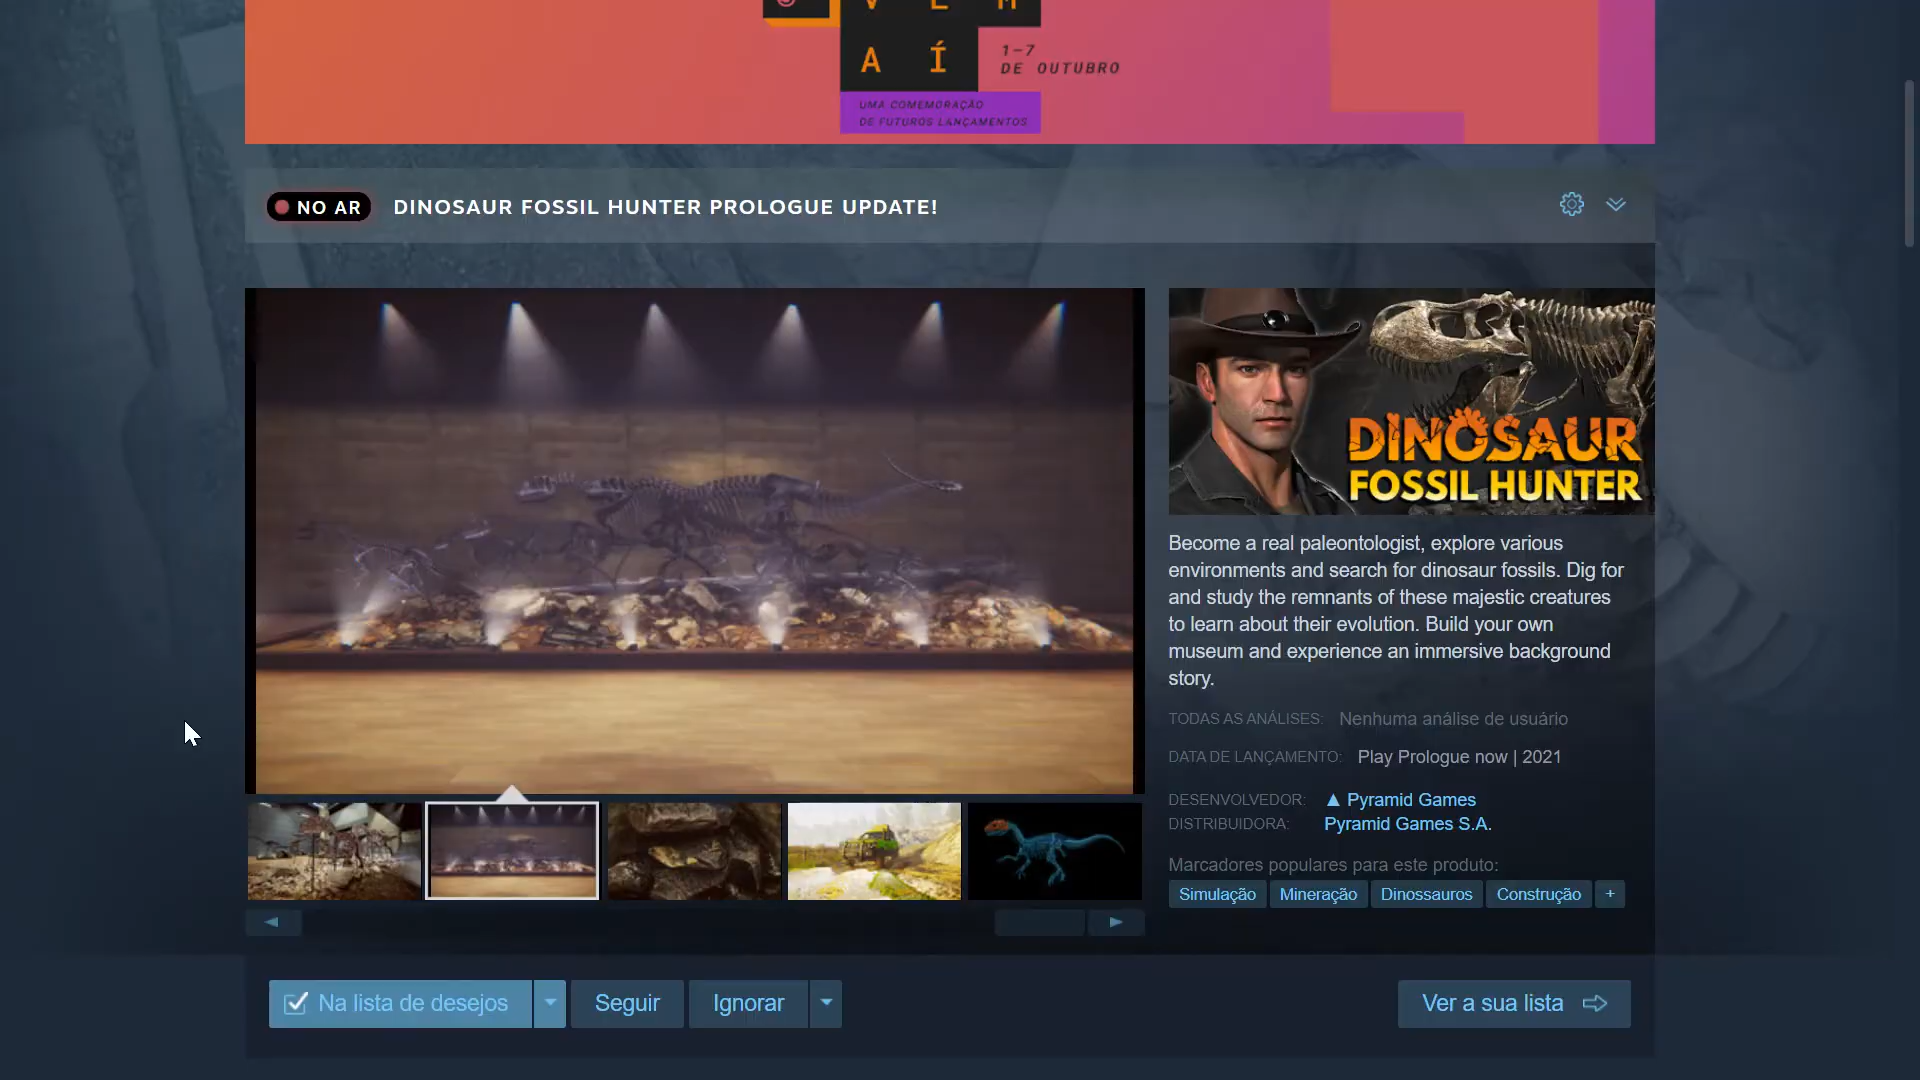 V E M
A Í
1-7
DE OUTUBRO
UMA COMEMORAÇÃO
DE FUTUROS LANÇAMENTOS
NO AR
DINOSAUR FOSSIL HUNTER PROLOGUE UPDATE!
DINOSAUR
FOSSIL HUNTER
Become a real paleontologist, explore various
environments and search for dinosaur fossils. Dig for
and study the remnants of these majestic creatures
to learn about their evolution. Build your own
museum and experience an immersive background
story.
TODAS AS ANÁLISES: Nenhuma análise de usuário
DATA DE LANÇAMENTO: Play Prologue now | 2021
DESENVOLVEDOR: ▲ Pyramid Games
DISTRIBUIDORA: Pyramid Games S.A.
Marcadores populares para este produto:
Simulação Mineração Dinossauros Construção +
Na lista de desejos Seguir Ignorar Ver a sua lista